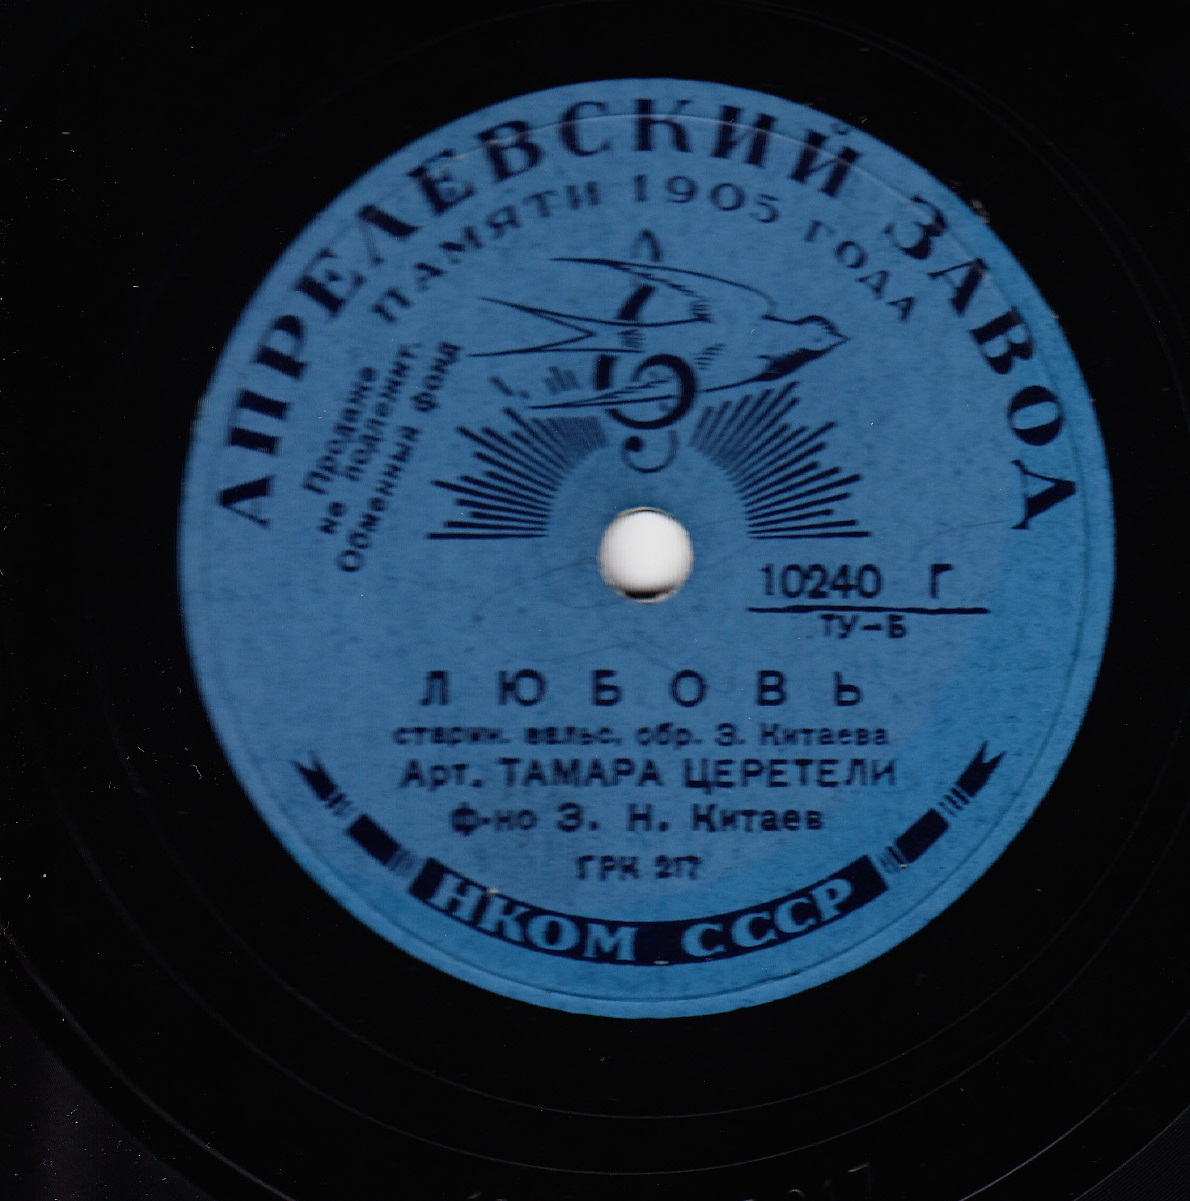 АПРЕЛЕВСКИЙ ЗАВОД
ПАМЯТИ 1905 ГОДА
Продаже
не подлежит.
Обменный фонд
10240 Г
ТУ-Б
ЛЮБОВЬ
старин. вальс, обр. З. Китаева
Арт. ТАМАРА ЦЕРЕТЕЛИ
ф-но З. Н. Китаев
ГРК 217
НКОМ СССР